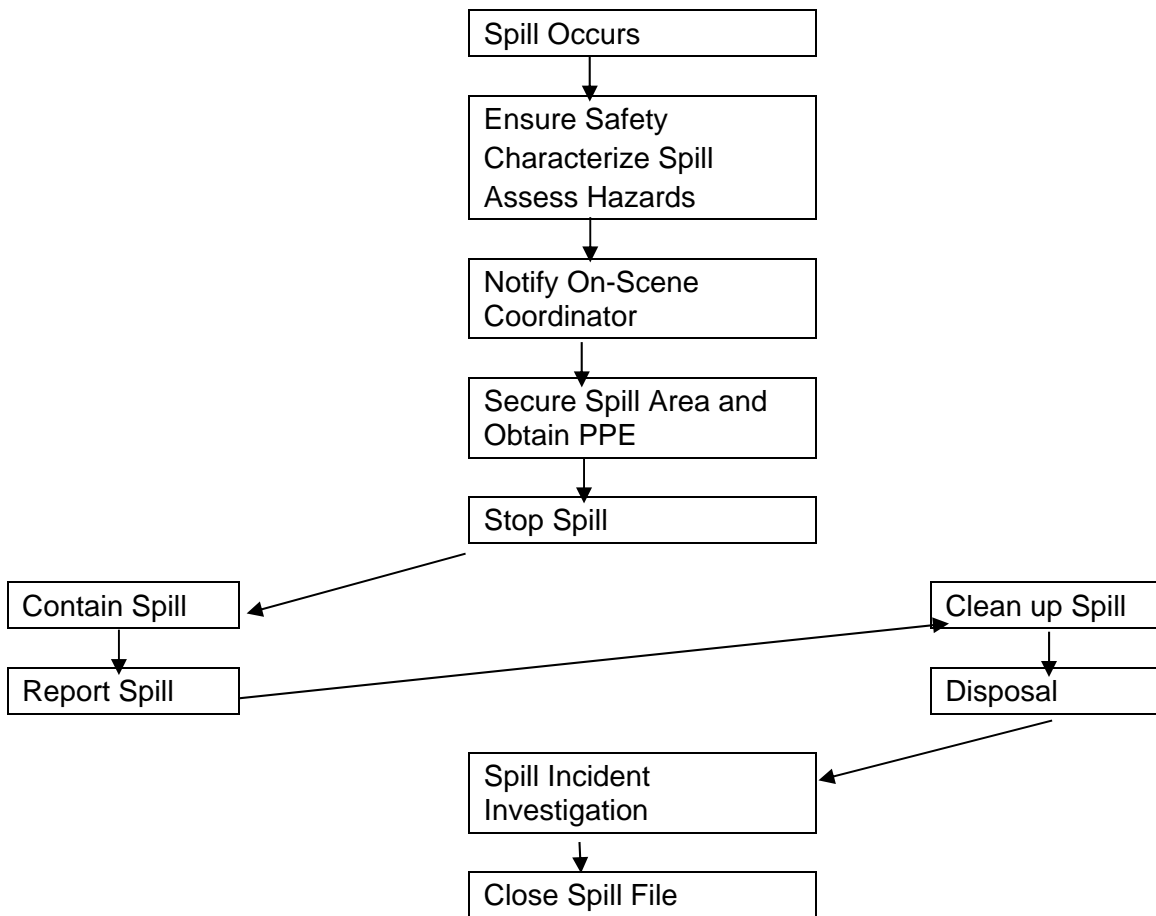 Spill Occurs
Ensure Safety
Characterize Spill
Assess Hazards
Notify On-Scene
Coordinator
Secure Spill Area and
Obtain PPE
Stop Spill
Contain Spill
Report Spill
Clean up Spill
Disposal
Spill Incident
Investigation
Close Spill File